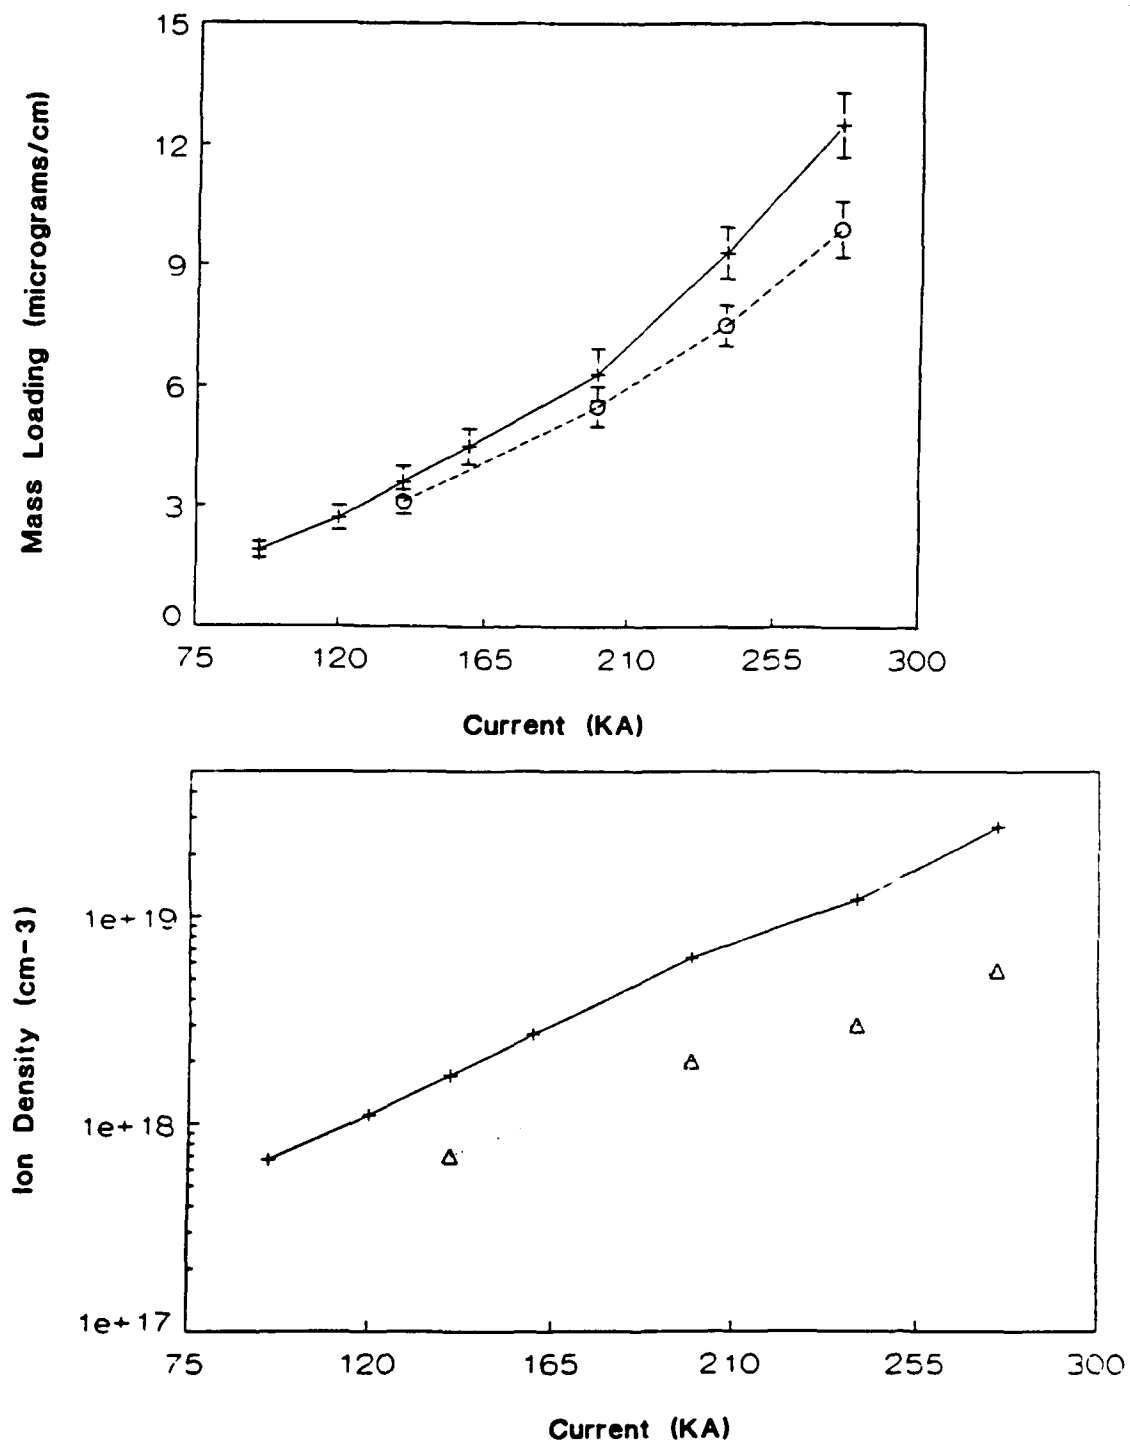 15
12
9
6
3
0
Mass Loading (micrograms/cm)
75 120 165 210 255 300
Current (KA)
1e+19
1e+18
1e+17
Ion Density (cm-3)
75 120 165 210 255 300
Current (KA)